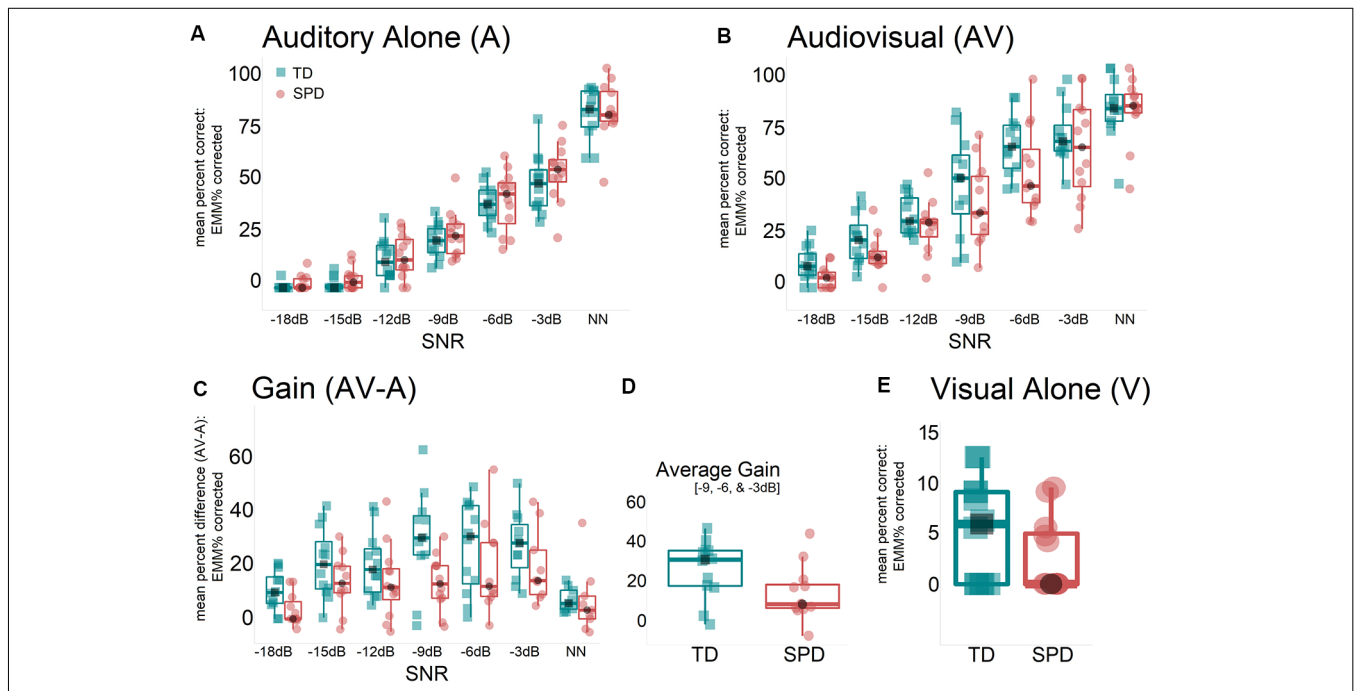 A Auditory Alone (A)
mean percent correct:
EMM% corrected
100
75
50
25
0
TD
SPD
-18dB -15dB -12dB -9dB -6dB -3dB NN
SNR
B Audiovisual (AV)
mean percent correct:
EMM% corrected
100
75
50
25
0
-18dB -15dB -12dB -9dB -6dB -3dB NN
SNR
C Gain (AV-A)
mean percent difference (AV-A):
EMM% corrected
60
40
20
0
-18dB -15dB -12dB -9dB -6dB -3dB NN
SNR
D
Average Gain
[-9, -6, & -3dB]
60
40
20
0
TD SPD
E Visual Alone (V)
mean percent correct:
EMM% corrected
15
10
5
0
TD SPD